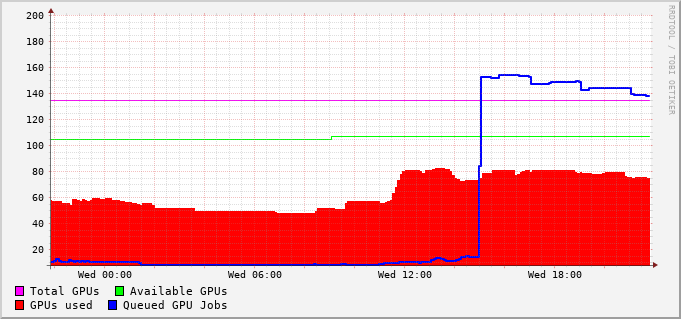 200
180
160
140
120
100
80
60
40
20
Wed 00:00 Wed 06:00 Wed 12:00 Wed 18:00
Total GPUs Available GPUs
GPUs used Queued GPU Jobs
RRDTOOL / TOBI OETIKER